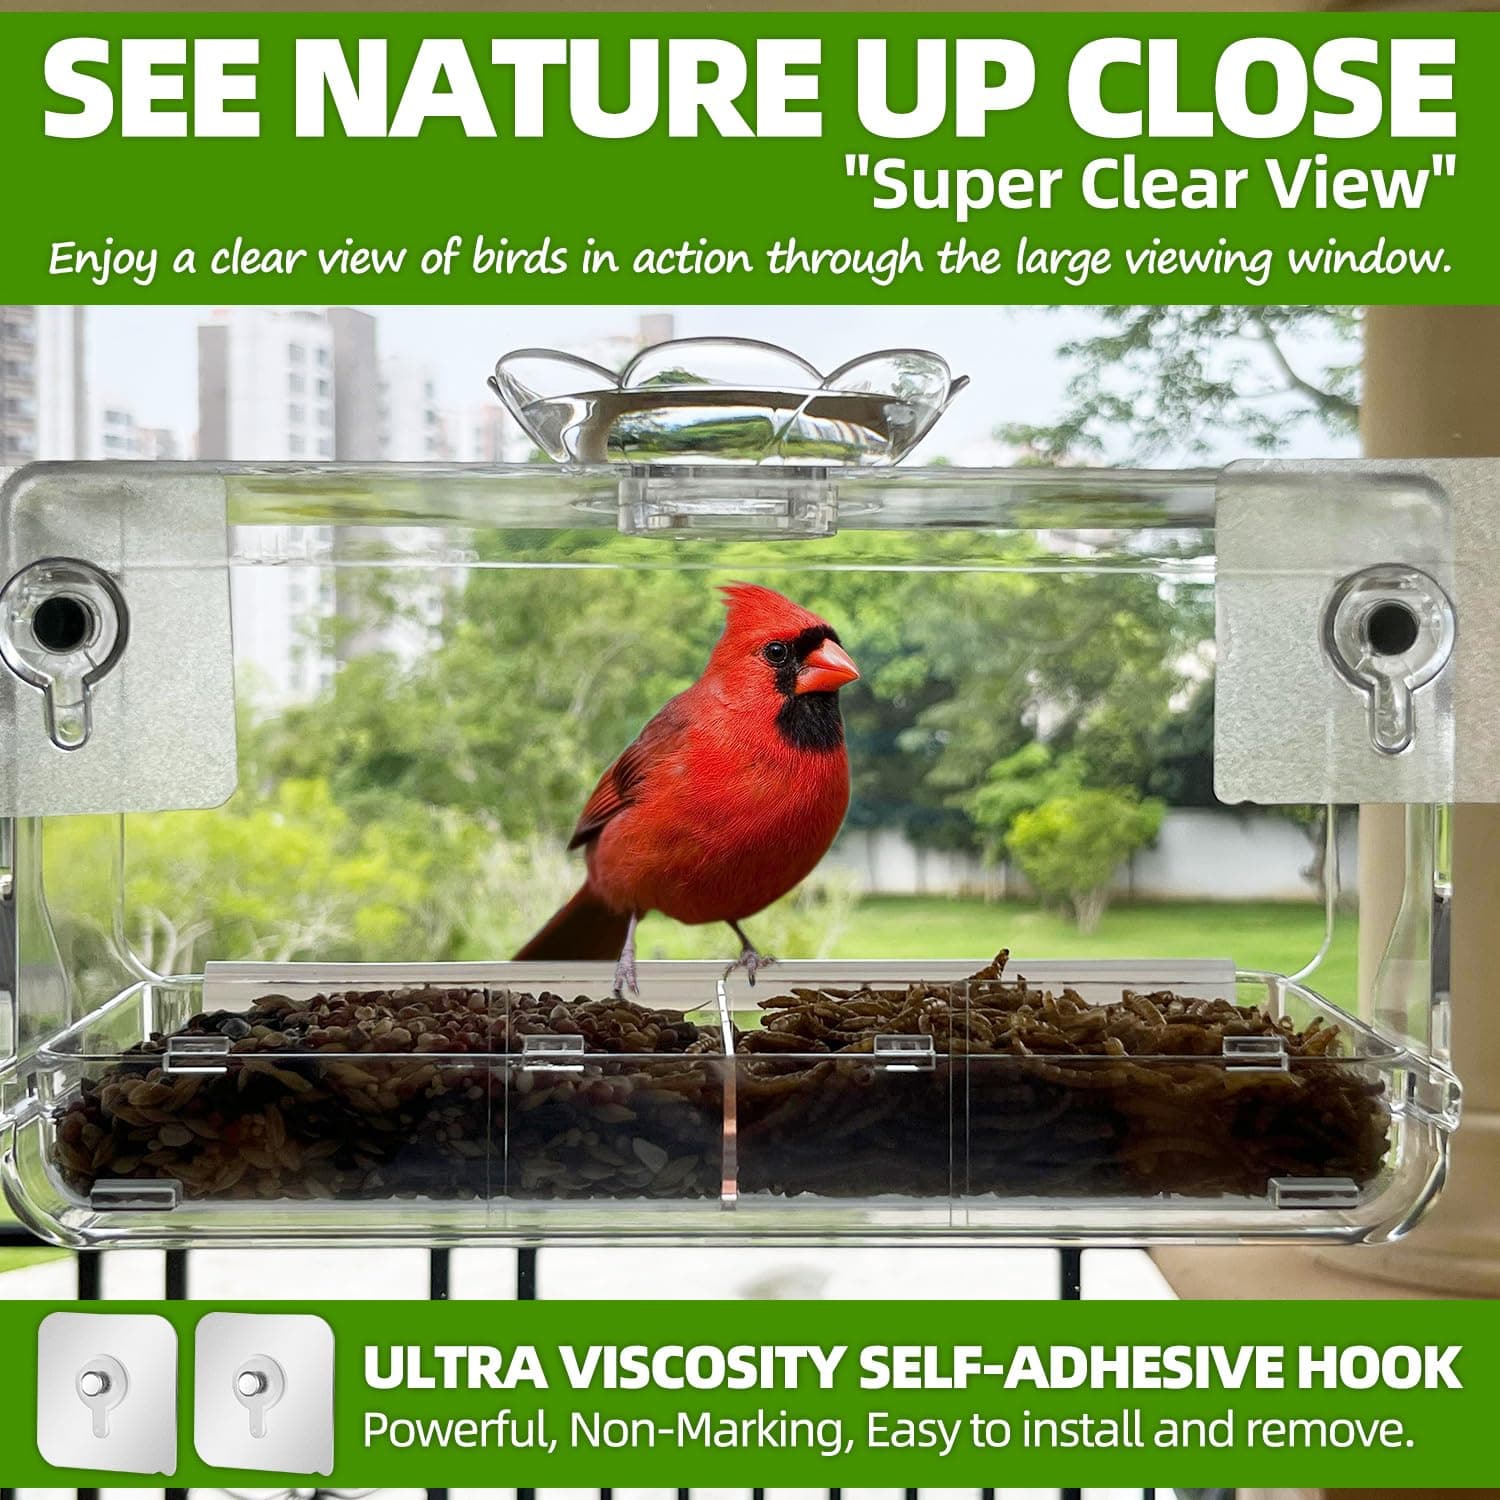 SEE NATURE UP CLOSE
"Super Clear View"
Enjoy a clear view of birds in action through the large viewing window.
ULTRA VISCOSITY SELF-ADHESIVE HOOK
Powerful, Non-Marking, Easy to install and remove.